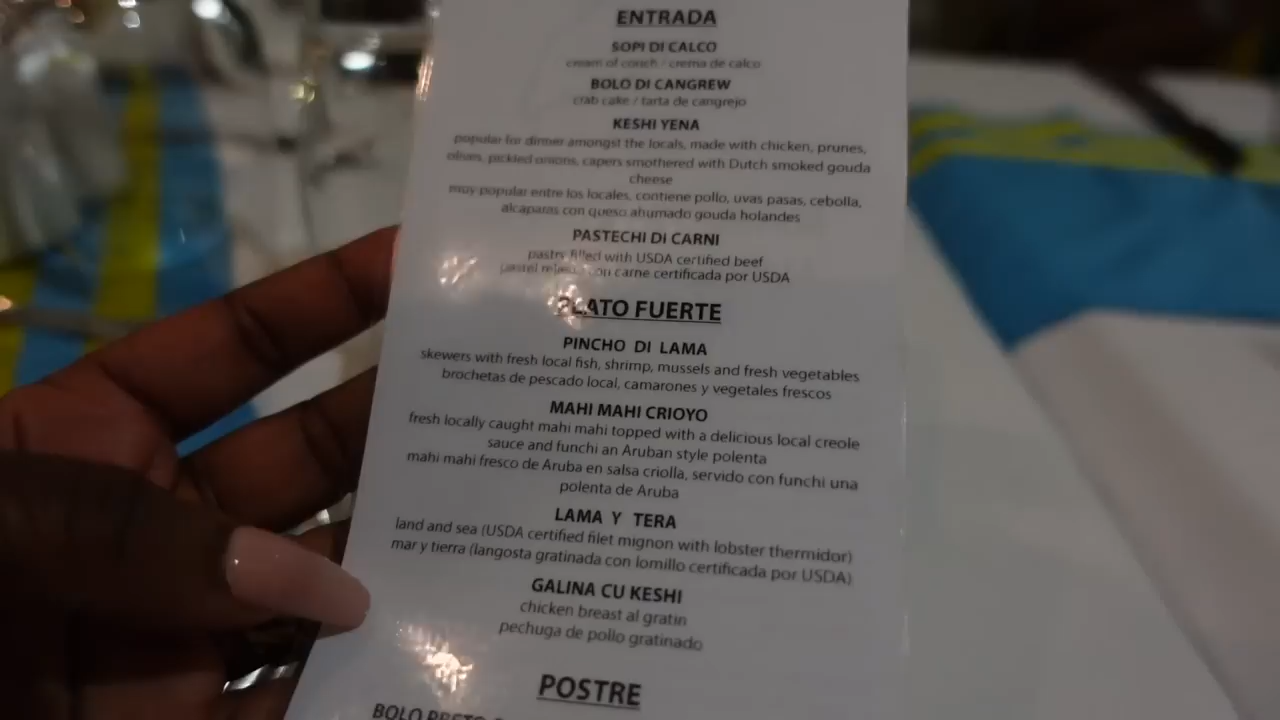 ENTRADA
SOPI DI CALCO
cream of conch / crema de calco
BOLO DI CANGREW
crab cake / tarta de cangrejo
KESHI YENA
popular for dinner amongst the locals, made with chicken, prunes,
olives, pickled onions, capers smothered with Dutch smoked gouda
cheese
muy popular entre los locales, contiene pollo, uvas pasas, cebolla,
alcaparas con queso ahumado gouda holandes
PASTECHI DI CARNI
pastry filled with USDA certified beef
pastel con carne certificada por USDA
PLATO FUERTE
PINCHO DI LAMA
skewers with fresh local fish, shrimp, mussels and fresh vegetables
brochetas de pescado local, camarones y vegetales frescos
MAHI MAHI CRIOYO
fresh locally caught mahi mahi topped with a delicious local creole
sauce and funchi an Aruban style polenta
mahi mahi fresco de Aruba en salsa criolla, servido con funchi una
polenta de Aruba
LAMA Y TERA
land and sea (USDA certified filet mignon with lobster thermidor)
mar y tierra (langosta gratinada con lomillo certificada por USDA)
GALINA CU KESHI
chicken breast al gratin
pechuga de pollo gratinado
POSTRE
BOLO